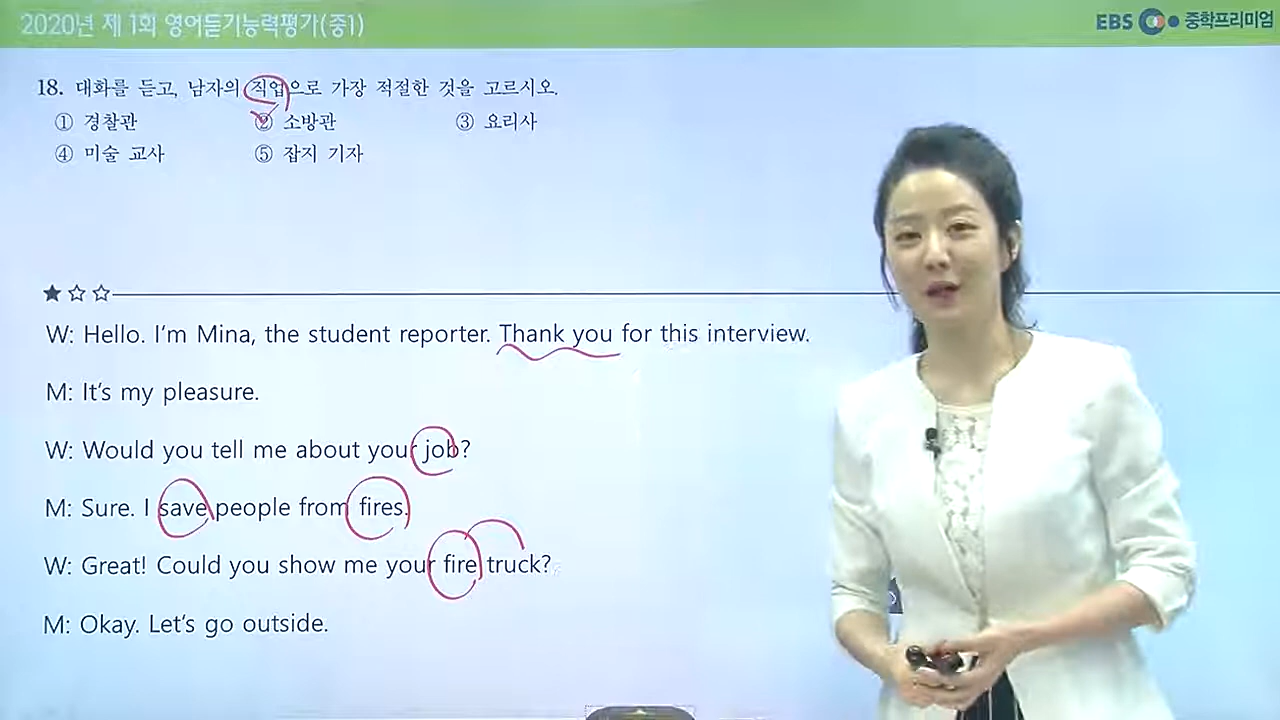 2020년 제 1회 영어듣기능력평가(중1)
EBS 중학프리미엄
18. 대화를 듣고, 남자의 직업으로 가장 적절한 것을 고르시오.
① 경찰관 ② 소방관 ③ 요리사
④ 미술 교사 ⑤ 잡지 기자
W: Hello. I'm Mina, the student reporter. Thank you for this interview.
M: It's my pleasure.
W: Would you tell me about your job?
M: Sure. I save people from fires.
W: Great! Could you show me your fire truck?
M: Okay. Let's go outside.